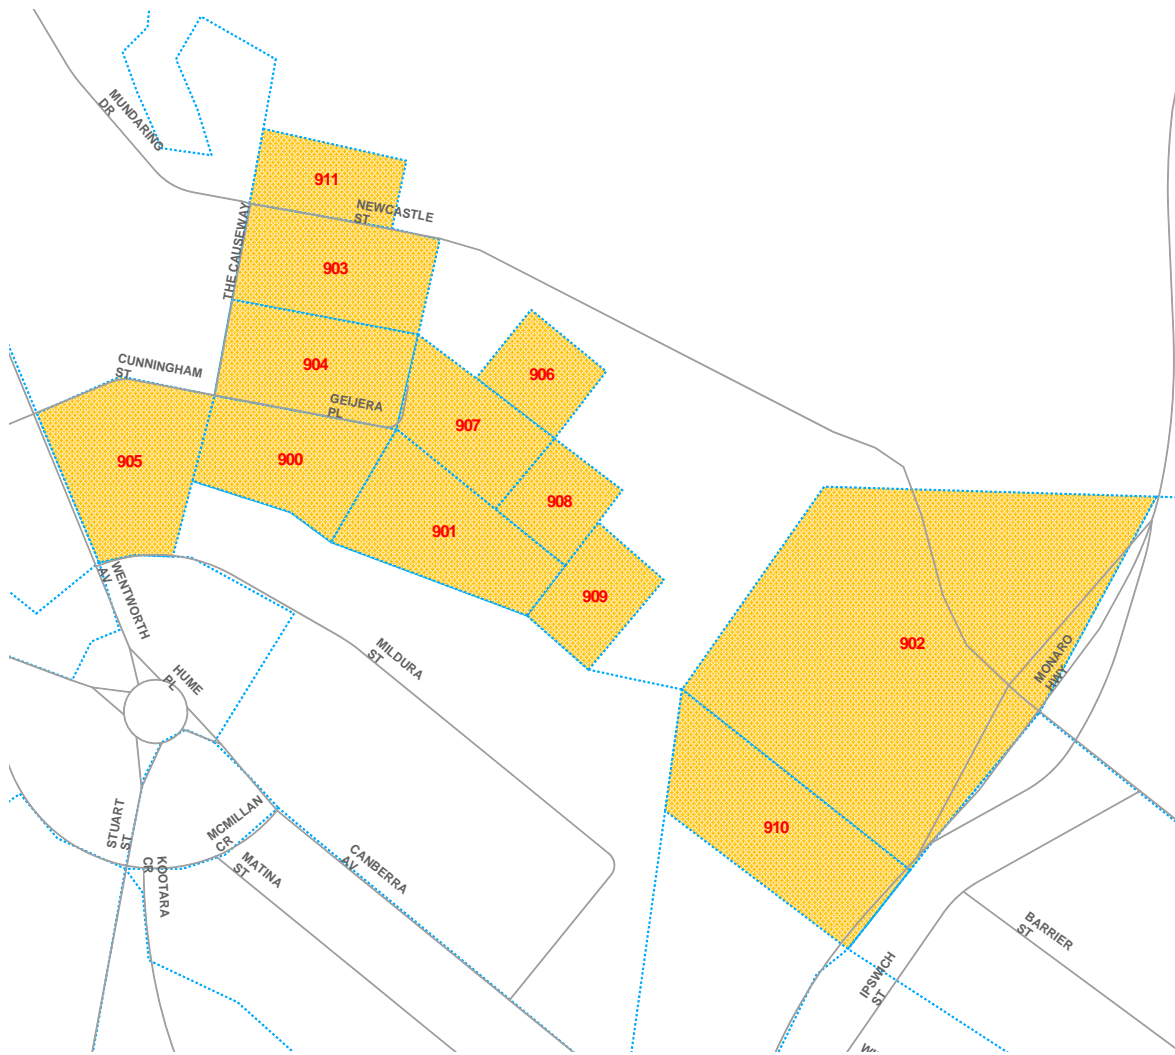 MUNDARING
DR
911
NEWCASTLE
ST
THE CAUSEWAY
903
CUNNINGHAM
ST
904
GEIJERA
PL
906
907
905
900
908
901
909
WENTWORTH
AV
902
MILDURA
ST
MONARO
HWY
HUME
PL
910
STUART
ST
MCMILLAN
CR
KOOTARA
CR
MATINA
ST
CANBERRA
AV
BARRIER
ST
IPSWICH
ST